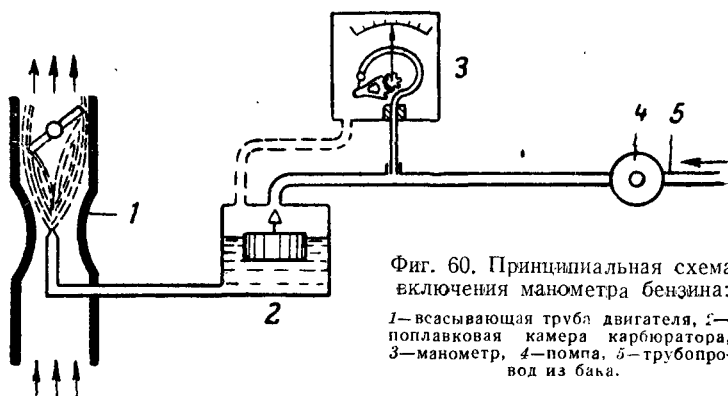 3
4
5
1
2
Фиг. 60. Принципиальная схема
включения манометра бензина:
1—всасывающая труба двигателя, 2—
поплавковая камера карбюратора,
3—манометр, 4—помпа, 5—трубопро-
вод из бака.